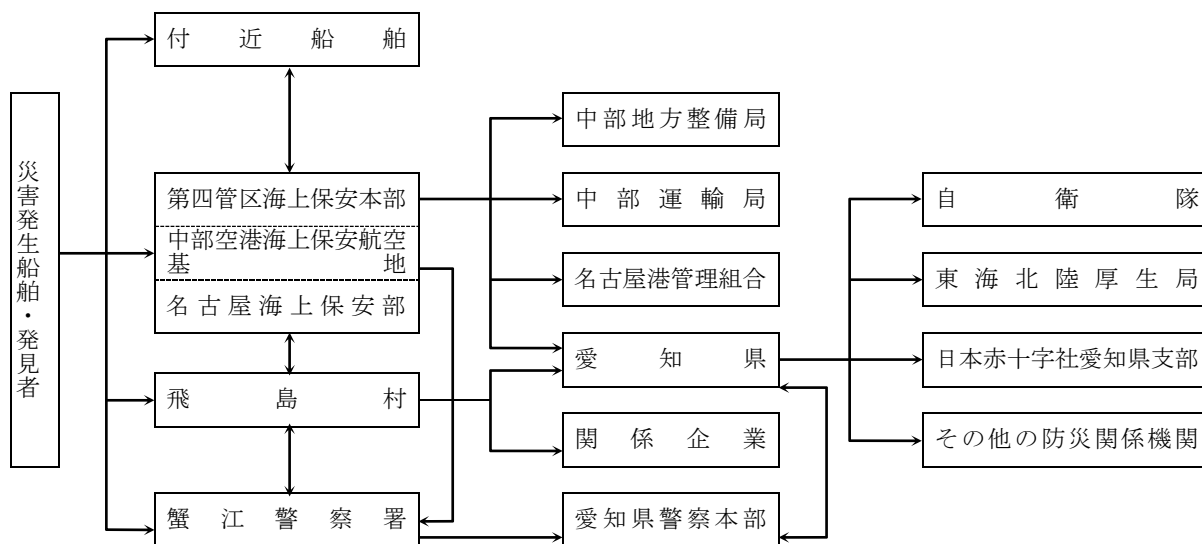 災害発生船舶・発見者
付近船舶
第四管区海上保安本部
中部空港海上保安航空
基地
名古屋海上保安部
飛島村
蟹江警察署
中部地方整備局
中部運輸局
名古屋港管理組合
愛知県
関係企業
愛知県警察本部
自衛隊
東海北陸厚生局
日本赤十字社愛知県支部
その他の防災関係機関